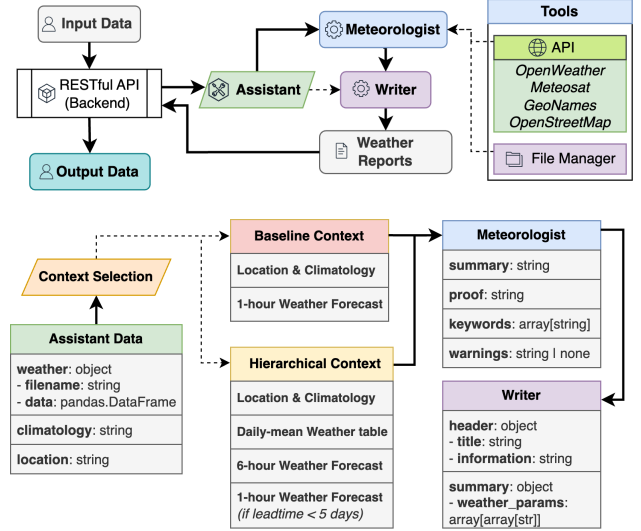 Input Data
RESTful API
(Backend)
Output Data
Assistant
Meteorologist
Writer
Weather
Reports
Tools
API
OpenWeather
Meteosat
GeoNames
OpenStreetMap
File Manager
Context Selection
Assistant Data
weather: object
- filename: string
- data: pandas.DataFrame
climatology: string
location: string
Baseline Context
Location & Climatology
1-hour Weather Forecast
Hierarchical Context
Location & Climatology
Daily-mean Weather table
6-hour Weather Forecast
1-hour Weather Forecast
(if leadtime < 5 days)
Meteorologist
summary: string
proof: string
keywords: array[string]
warnings: string | none
Writer
header: object
- title: string
- information: string
summary: object
- weather_params:
array[array[str]]